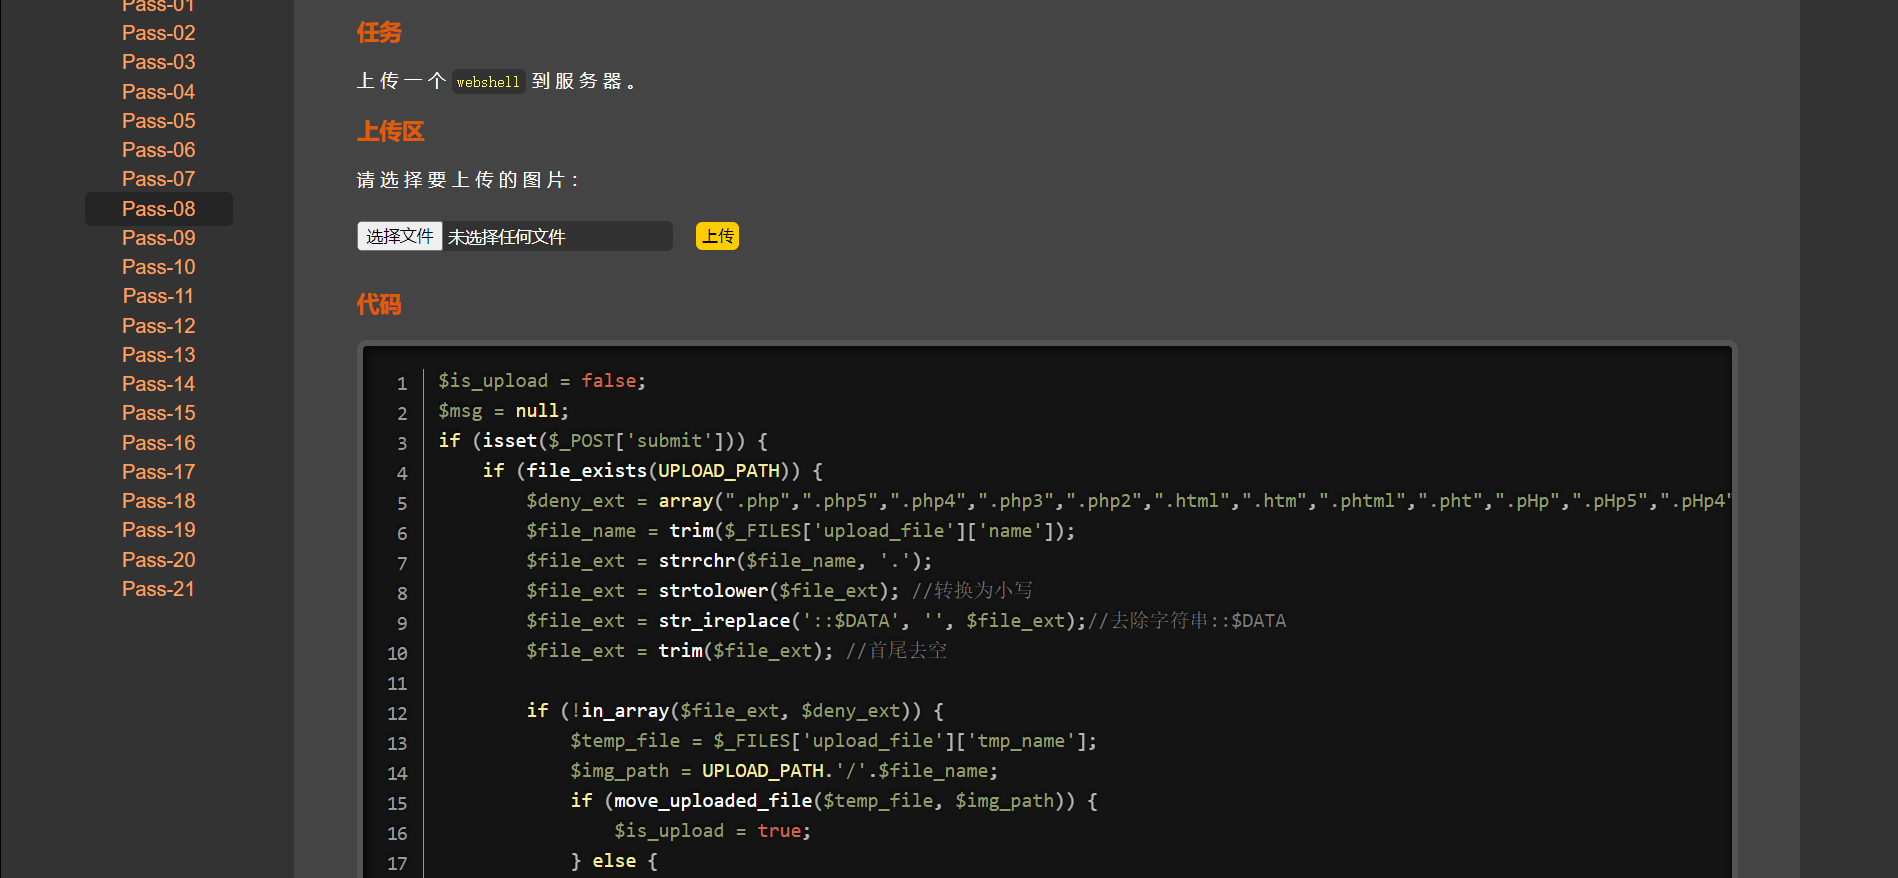 Pass-01
Pass-02
Pass-03
Pass-04
Pass-05
Pass-06
Pass-07
Pass-08
Pass-09
Pass-10
Pass-11
Pass-12
Pass-13
Pass-14
Pass-15
Pass-16
Pass-17
Pass-18
Pass-19
Pass-20
Pass-21
任务
上传一个 webshell 到服务器。
上传区
请选择要上传的图片：
选择文件 未选择任何文件 上传
代码
1 $is_upload = false;
2 $msg = null;
3 if (isset($_POST['submit'])) {
4     if (file_exists(UPLOAD_PATH)) {
5         $deny_ext = array(".php",".php5",".php4",".php3",".php2",".html",".htm",".phtml",".pht",".pHp",".pHp5",".pHp4"
6         $file_name = trim($_FILES['upload_file']['name']);
7         $file_ext = strrchr($file_name, '.');
8         $file_ext = strtolower($file_ext); //转换为小写
9         $file_ext = str_ireplace('::$DATA', '', $file_ext);//去除字符串::$DATA
10         $file_ext = trim($file_ext); //首尾去空
11
12         if (!in_array($file_ext, $deny_ext)) {
13             $temp_file = $_FILES['upload_file']['tmp_name'];
14             $img_path = UPLOAD_PATH.'/'.$file_name;
15             if (move_uploaded_file($temp_file, $img_path)) {
16                 $is_upload = true;
17             } else {